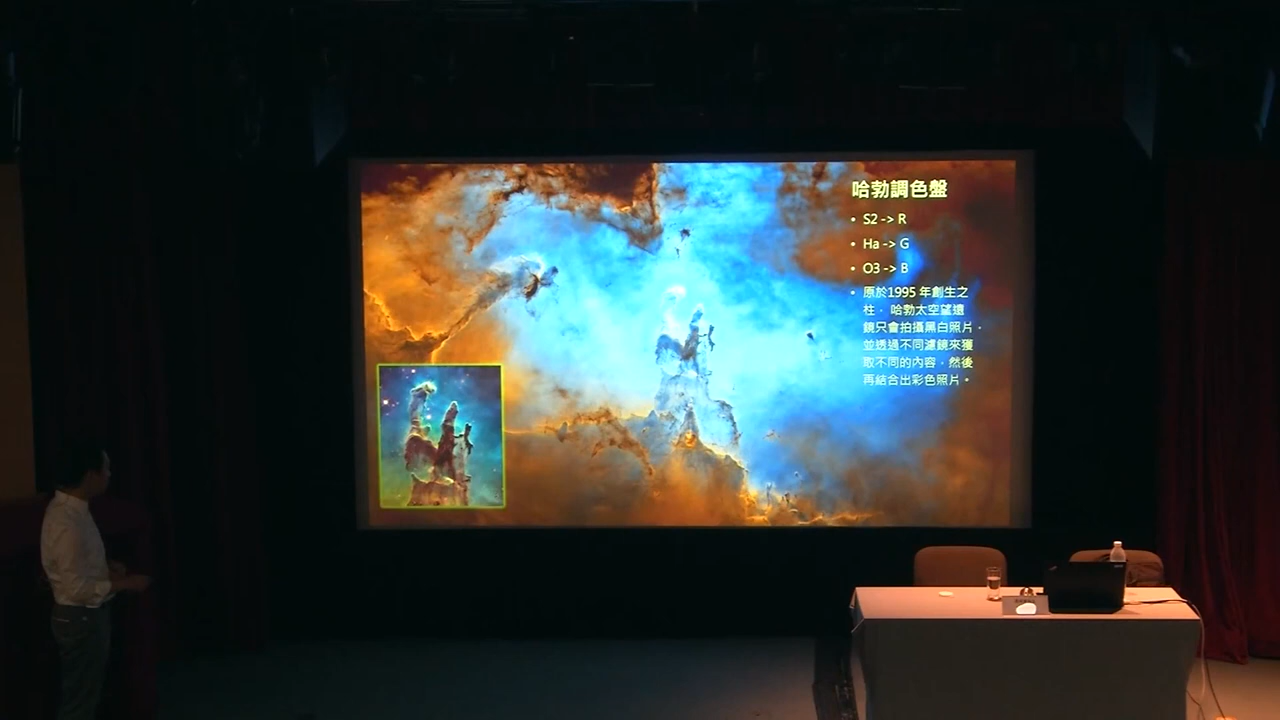 哈勃調色盤
• S2 -> R
• Ha -> G
• O3 -> B
• 原於1995 年創生之
柱， 哈勃太空望遠
鏡只會拍攝黑白照片，
並透過不同濾鏡來獲
取不同的內容，然後
再結合出彩色照片。